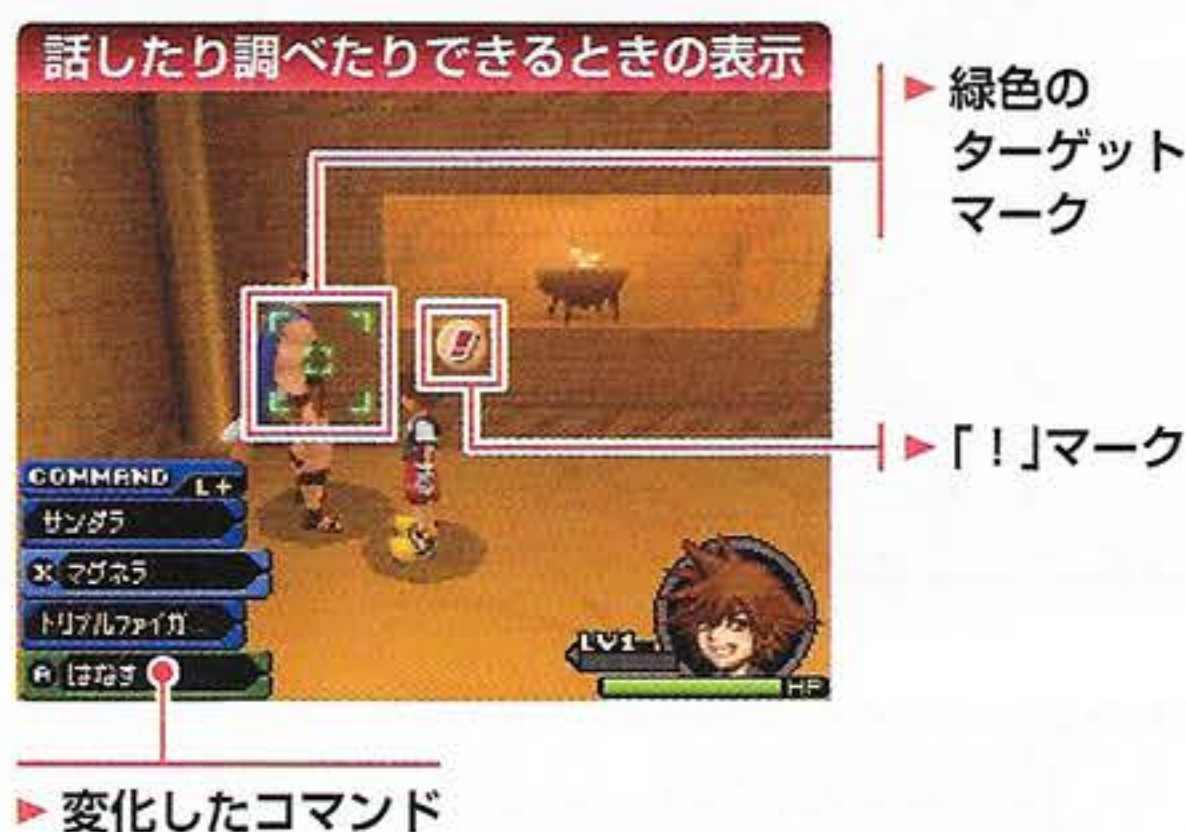 話したり調べたりできるときの表示
緑色の
ターゲット
マーク
「！」マーク
COMMAND L+
サンダラ
X マグネラ
トリプルファイガ
A はなす
LV1
HP
変化したコマンド